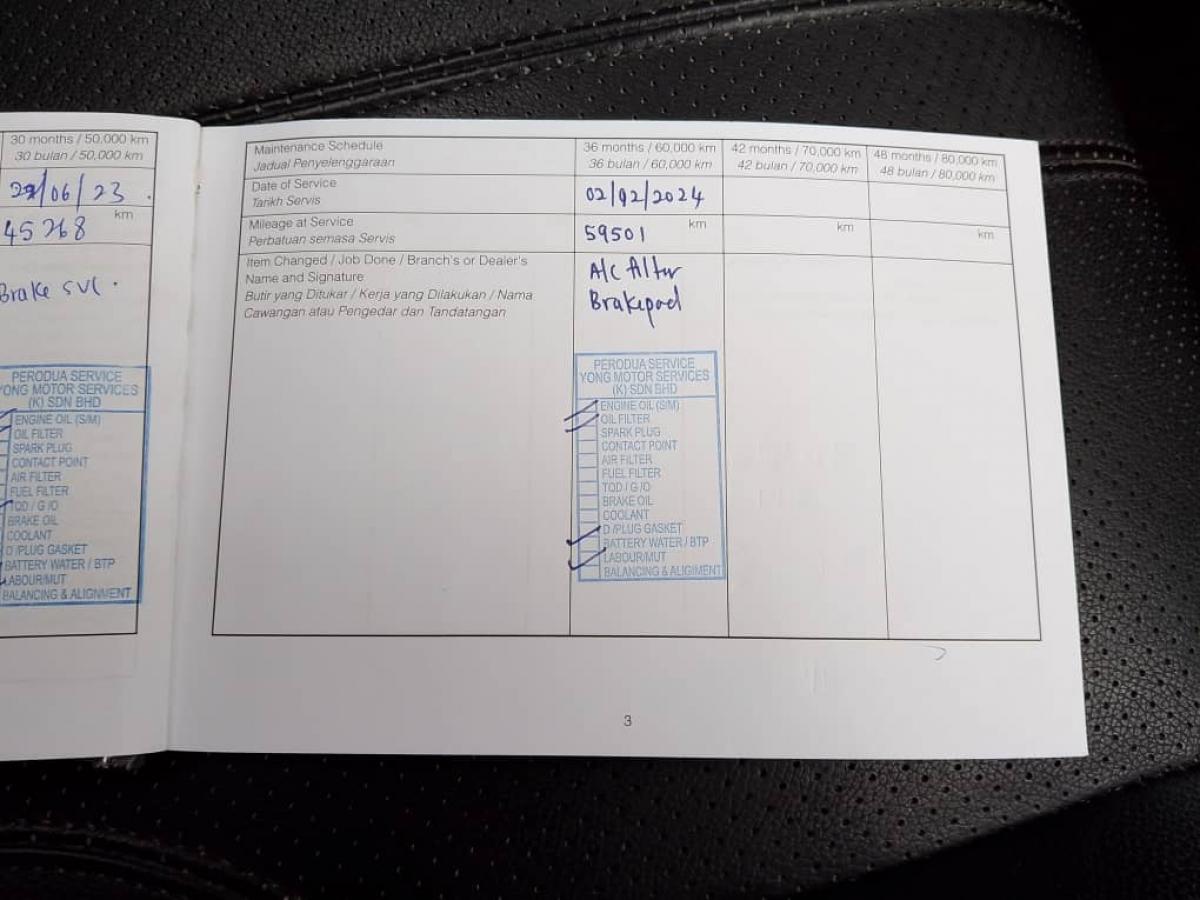 30 months / 50,000 km
30 bulan / 50,000 km
/06/23.
45268 km
Brake svc.
PERODUA SERVICE
YONG MOTOR SERVICES
(K) SDN BHD
ENGINE OIL (S/M)
OIL FILTER
SPARK PLUG
CONTACT POINT
AIR FILTER
FUEL FILTER
TQD / G /O
BRAKE OIL
COOLANT
D /PLUG GASKET
BATTERY WATER / BTP
LABOUR/MUT
BALANCING & ALIGNMENT
Maintenance Schedule
Jadual Penyelenggaraan
36 months / 60,000 km
36 bulan / 60,000 km
42 months / 70,000 km
42 bulan / 70,000 km
48 months / 80,000 km
48 bulan / 80,000 km
Date of Service
Tarikh Servis
02/02/2024
Mileage at Service
Perbatuan semasa Servis
59501 km
km
km
Item Changed / Job Done / Branch's or Dealer's
Name and Signature
Butir yang Ditukar / Kerja yang Dilakukan / Nama
Cawangan atau Pengedar dan Tandatangan
A/C filter
Brakepad
PERODUA SERVICE
YONG MOTOR SERVICES
(K) SDN BHD
ENGINE OIL (S/M)
OIL FILTER
SPARK PLUG
CONTACT POINT
AIR FILTER
FUEL FILTER
TQD / G /O
BRAKE OIL
COOLANT
D /PLUG GASKET
BATTERY WATER / BTP
LABOUR/MUT
BALANCING & ALIGIMENT
3